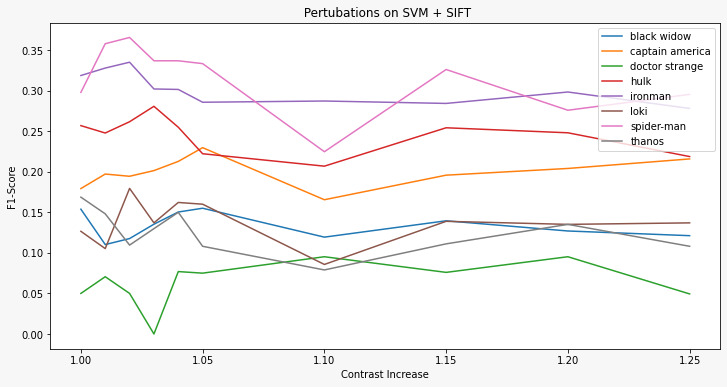 Pertubations on SVM + SIFT
black widow
captain america
doctor strange
hulk
ironman
loki
spider-man
thanos
F1-Score
0.35
0.30
0.25
0.20
0.15
0.10
0.05
0.00
1.00 1.05 1.10 1.15 1.20 1.25
Contrast Increase